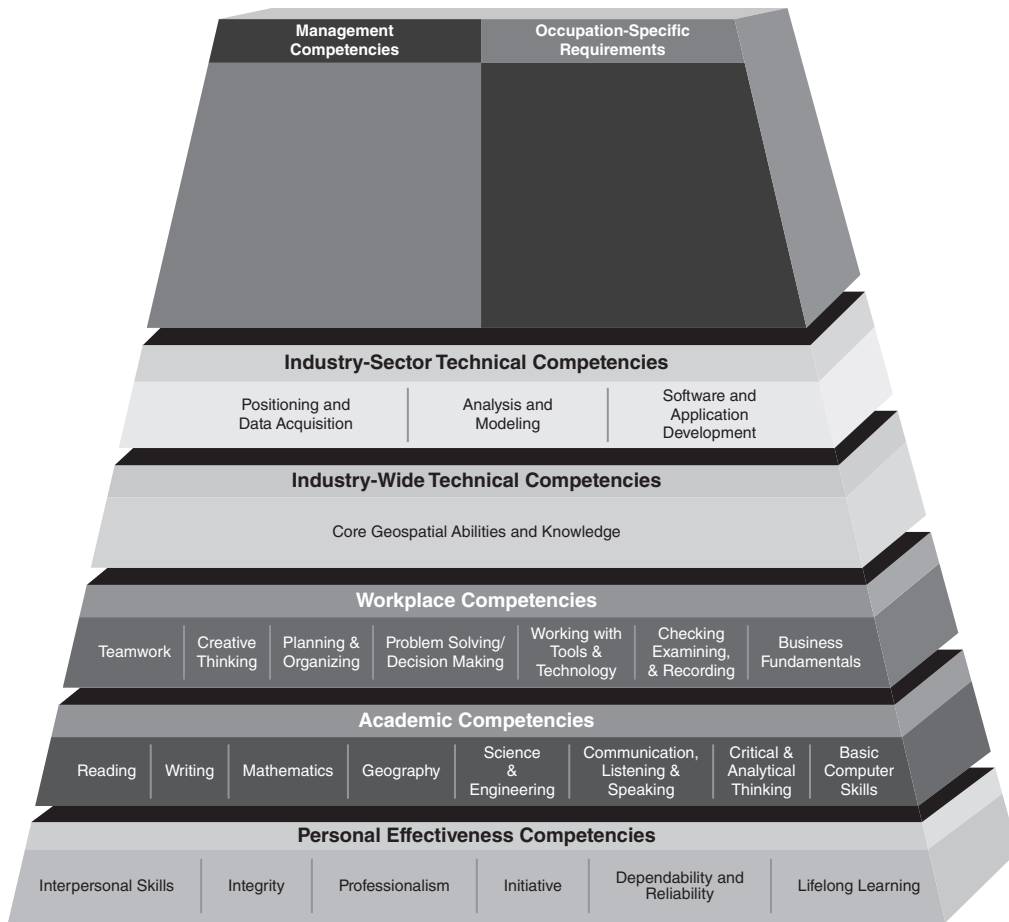 Management
Competencies
Occupation-Specific
Requirements
Industry-Sector Technical Competencies
Positioning and
Data Acquisition
Analysis and
Modeling
Software and
Application
Development
Industry-Wide Technical Competencies
Core Geospatial Abilities and Knowledge
Workplace Competencies
Teamwork
Creative
Thinking
Planning &
Organizing
Problem Solving/
Decision Making
Working with
Tools &
Technology
Checking
Examining,
& Recording
Business
Fundamentals
Academic Competencies
Reading
Writing
Mathematics
Geography
Science
&
Engineering
Communication,
Listening &
Speaking
Critical &
Analytical
Thinking
Basic
Computer
Skills
Personal Effectiveness Competencies
Interpersonal Skills
Integrity
Professionalism
Initiative
Dependability and
Reliability
Lifelong Learning